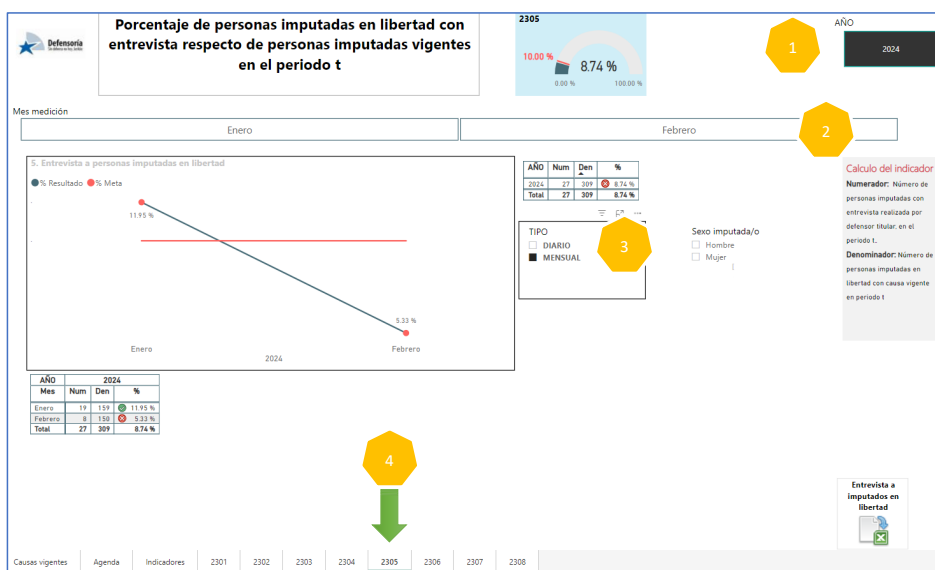 Defensoría
Sin defensa no hay Justicia
Porcentaje de personas imputadas en libertad con
entrevista respecto de personas imputadas vigentes
en el periodo t
2305
10.00 %
8.74 %
0.00 %
100.00 %
1
AÑO
2024
Mes medición
Enero
Febrero
2
5. Entrevista a personas imputadas en libertad
% Resultado % Meta
11.95 %
5.33 %
Enero
Febrero
2024
AÑO Num Den %
2024 27 309 8.74 %
Total 27 309 8.74 %
TIPO
DIARIO
MENSUAL
3
Sexo imputada/o
Hombre
Mujer
Calculo del indicador
Numerador: Número de
personas imputadas con
entrevista realizada por
defensor titular, en el
periodo t.
Denominador: Número de
personas imputadas en
libertad con causa vigente
en periodo t
AÑO 2024
Mes Num Den %
Enero 19 159 11.95 %
Febrero 8 150 5.33 %
Total 27 309 8.74 %
4
Entrevista a
imputados en
libertad
Causas vigentes Agenda Indicadores 2301 2302 2303 2304 2305 2306 2307 2308